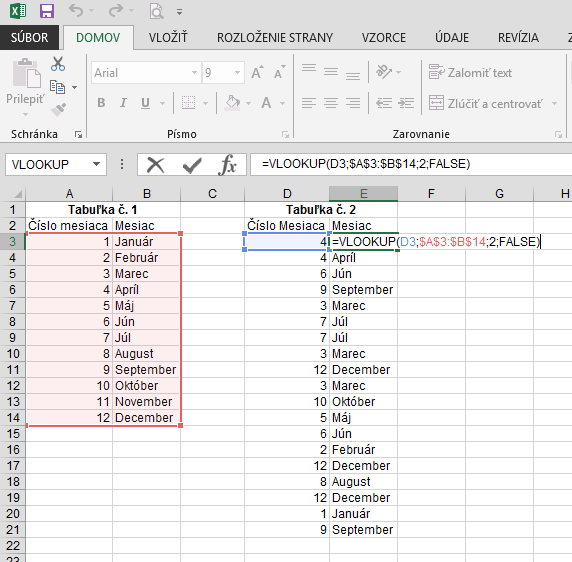 SÚBOR DOMOV VLOŽIŤ ROZLOŽENIE STRANY VZORCE ÚDAJE REVÍZIA
Prilepiť Arial 9 Zalomiť text
B I U A Zlúčiť a centrovať
Schránka Písmo Zarovnanie
VLOOKUP =VLOOKUP(D3;$A$3:$B$14;2;FALSE)
A B C D E F G H
1 Tabuľka č. 1 Tabuľka č. 2
2 Číslo mesiaca Mesiac Číslo Mesiaca Mesiac
3 1 Január 4 =VLOOKUP(D3;$A$3:$B$14;2;FALSE)
4 2 Február 4 Apríl
5 3 Marec 6 Jún
6 4 Apríl 9 September
7 5 Máj 3 Marec
8 6 Jún 7 Júl
9 7 Júl 7 Júl
10 8 August 3 Marec
11 9 September 12 December
12 10 Október 3 Marec
13 11 November 10 Október
14 12 December 5 Máj
15 6 Jún
16 2 Február
17 12 December
18 8 August
19 12 December
20 1 Január
21 9 September
22
23